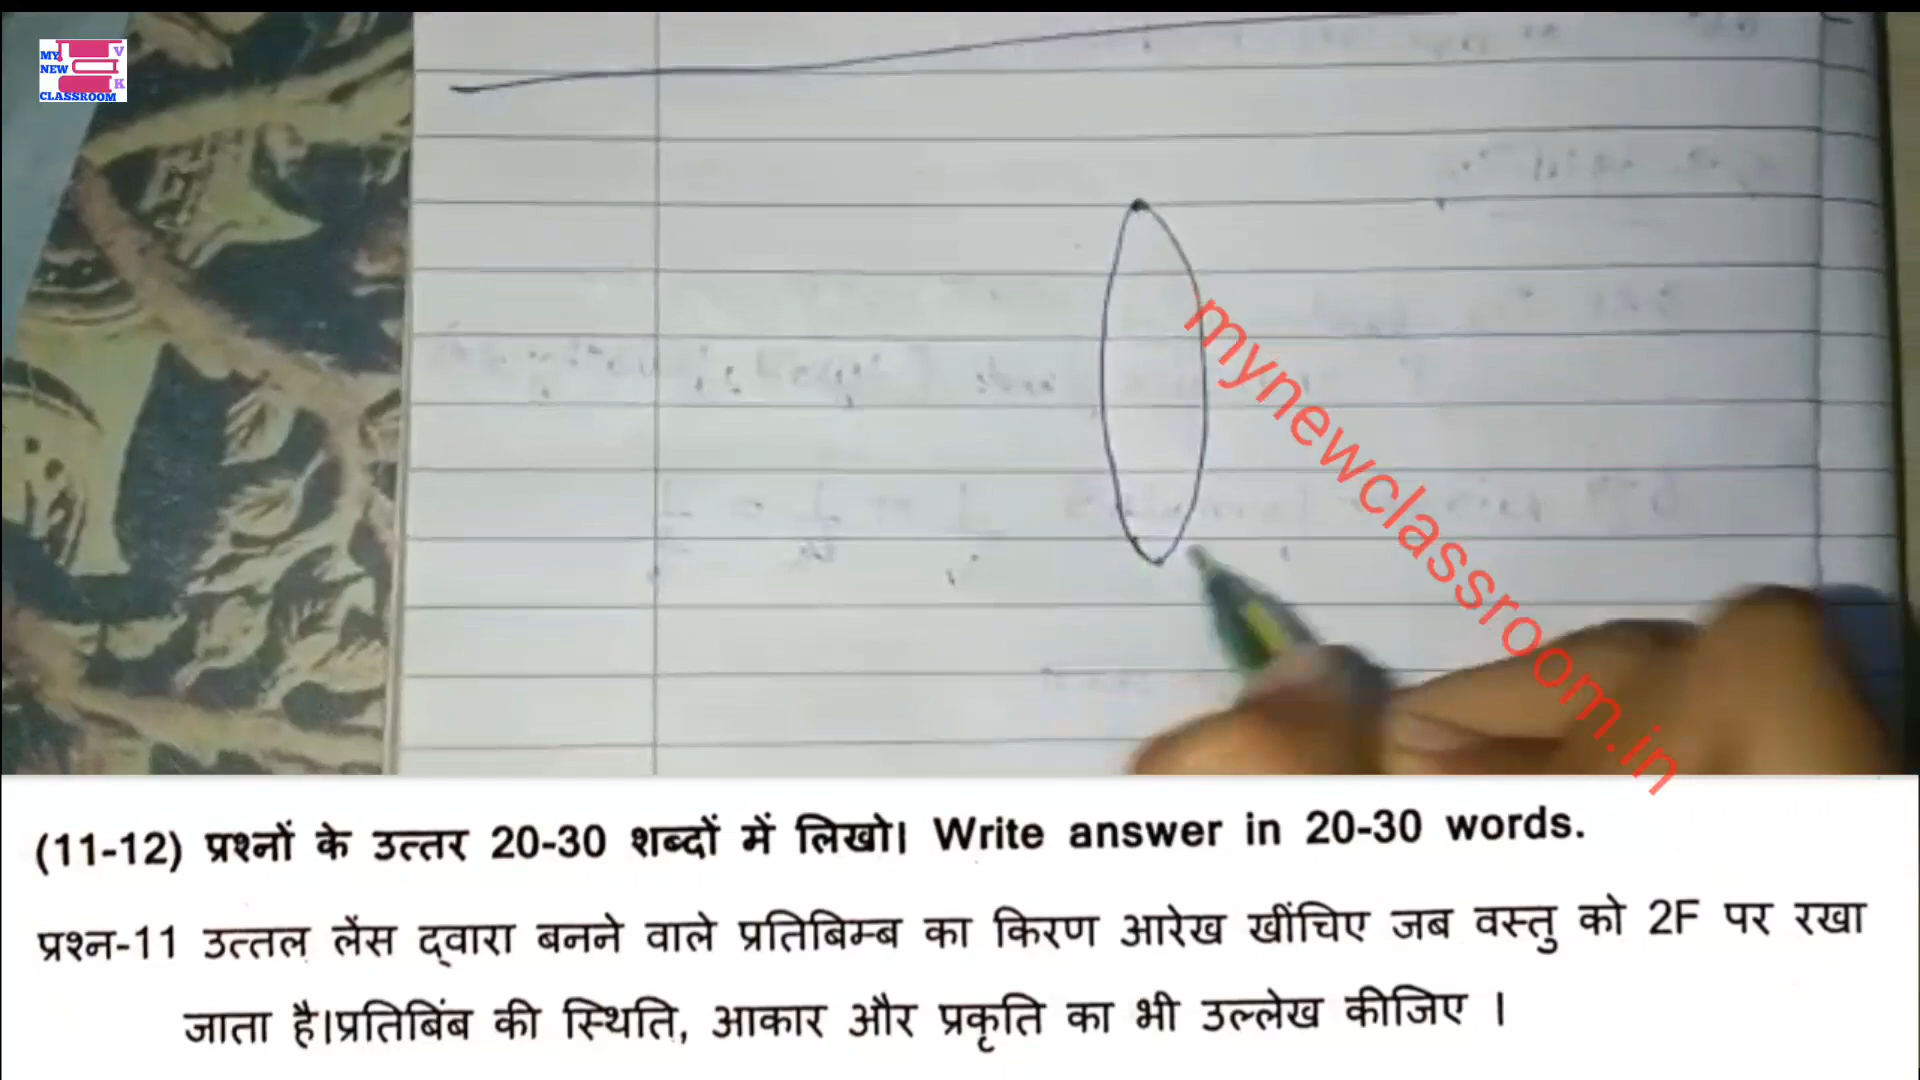 MY
NEW
CLASSROOM
V
K
mynewclassroom.in
(11-12) प्रश्नों के उत्तर 20-30 शब्दों में लिखो। Write answer in 20-30 words.
प्रश्न-11 उत्तल लेंस द्वारा बनने वाले प्रतिबिम्ब का किरण आरेख खींचिए जब वस्तु को 2F पर रखा
जाता है।प्रतिबिंब की स्थिति, आकार और प्रकृति का भी उल्लेख कीजिए ।